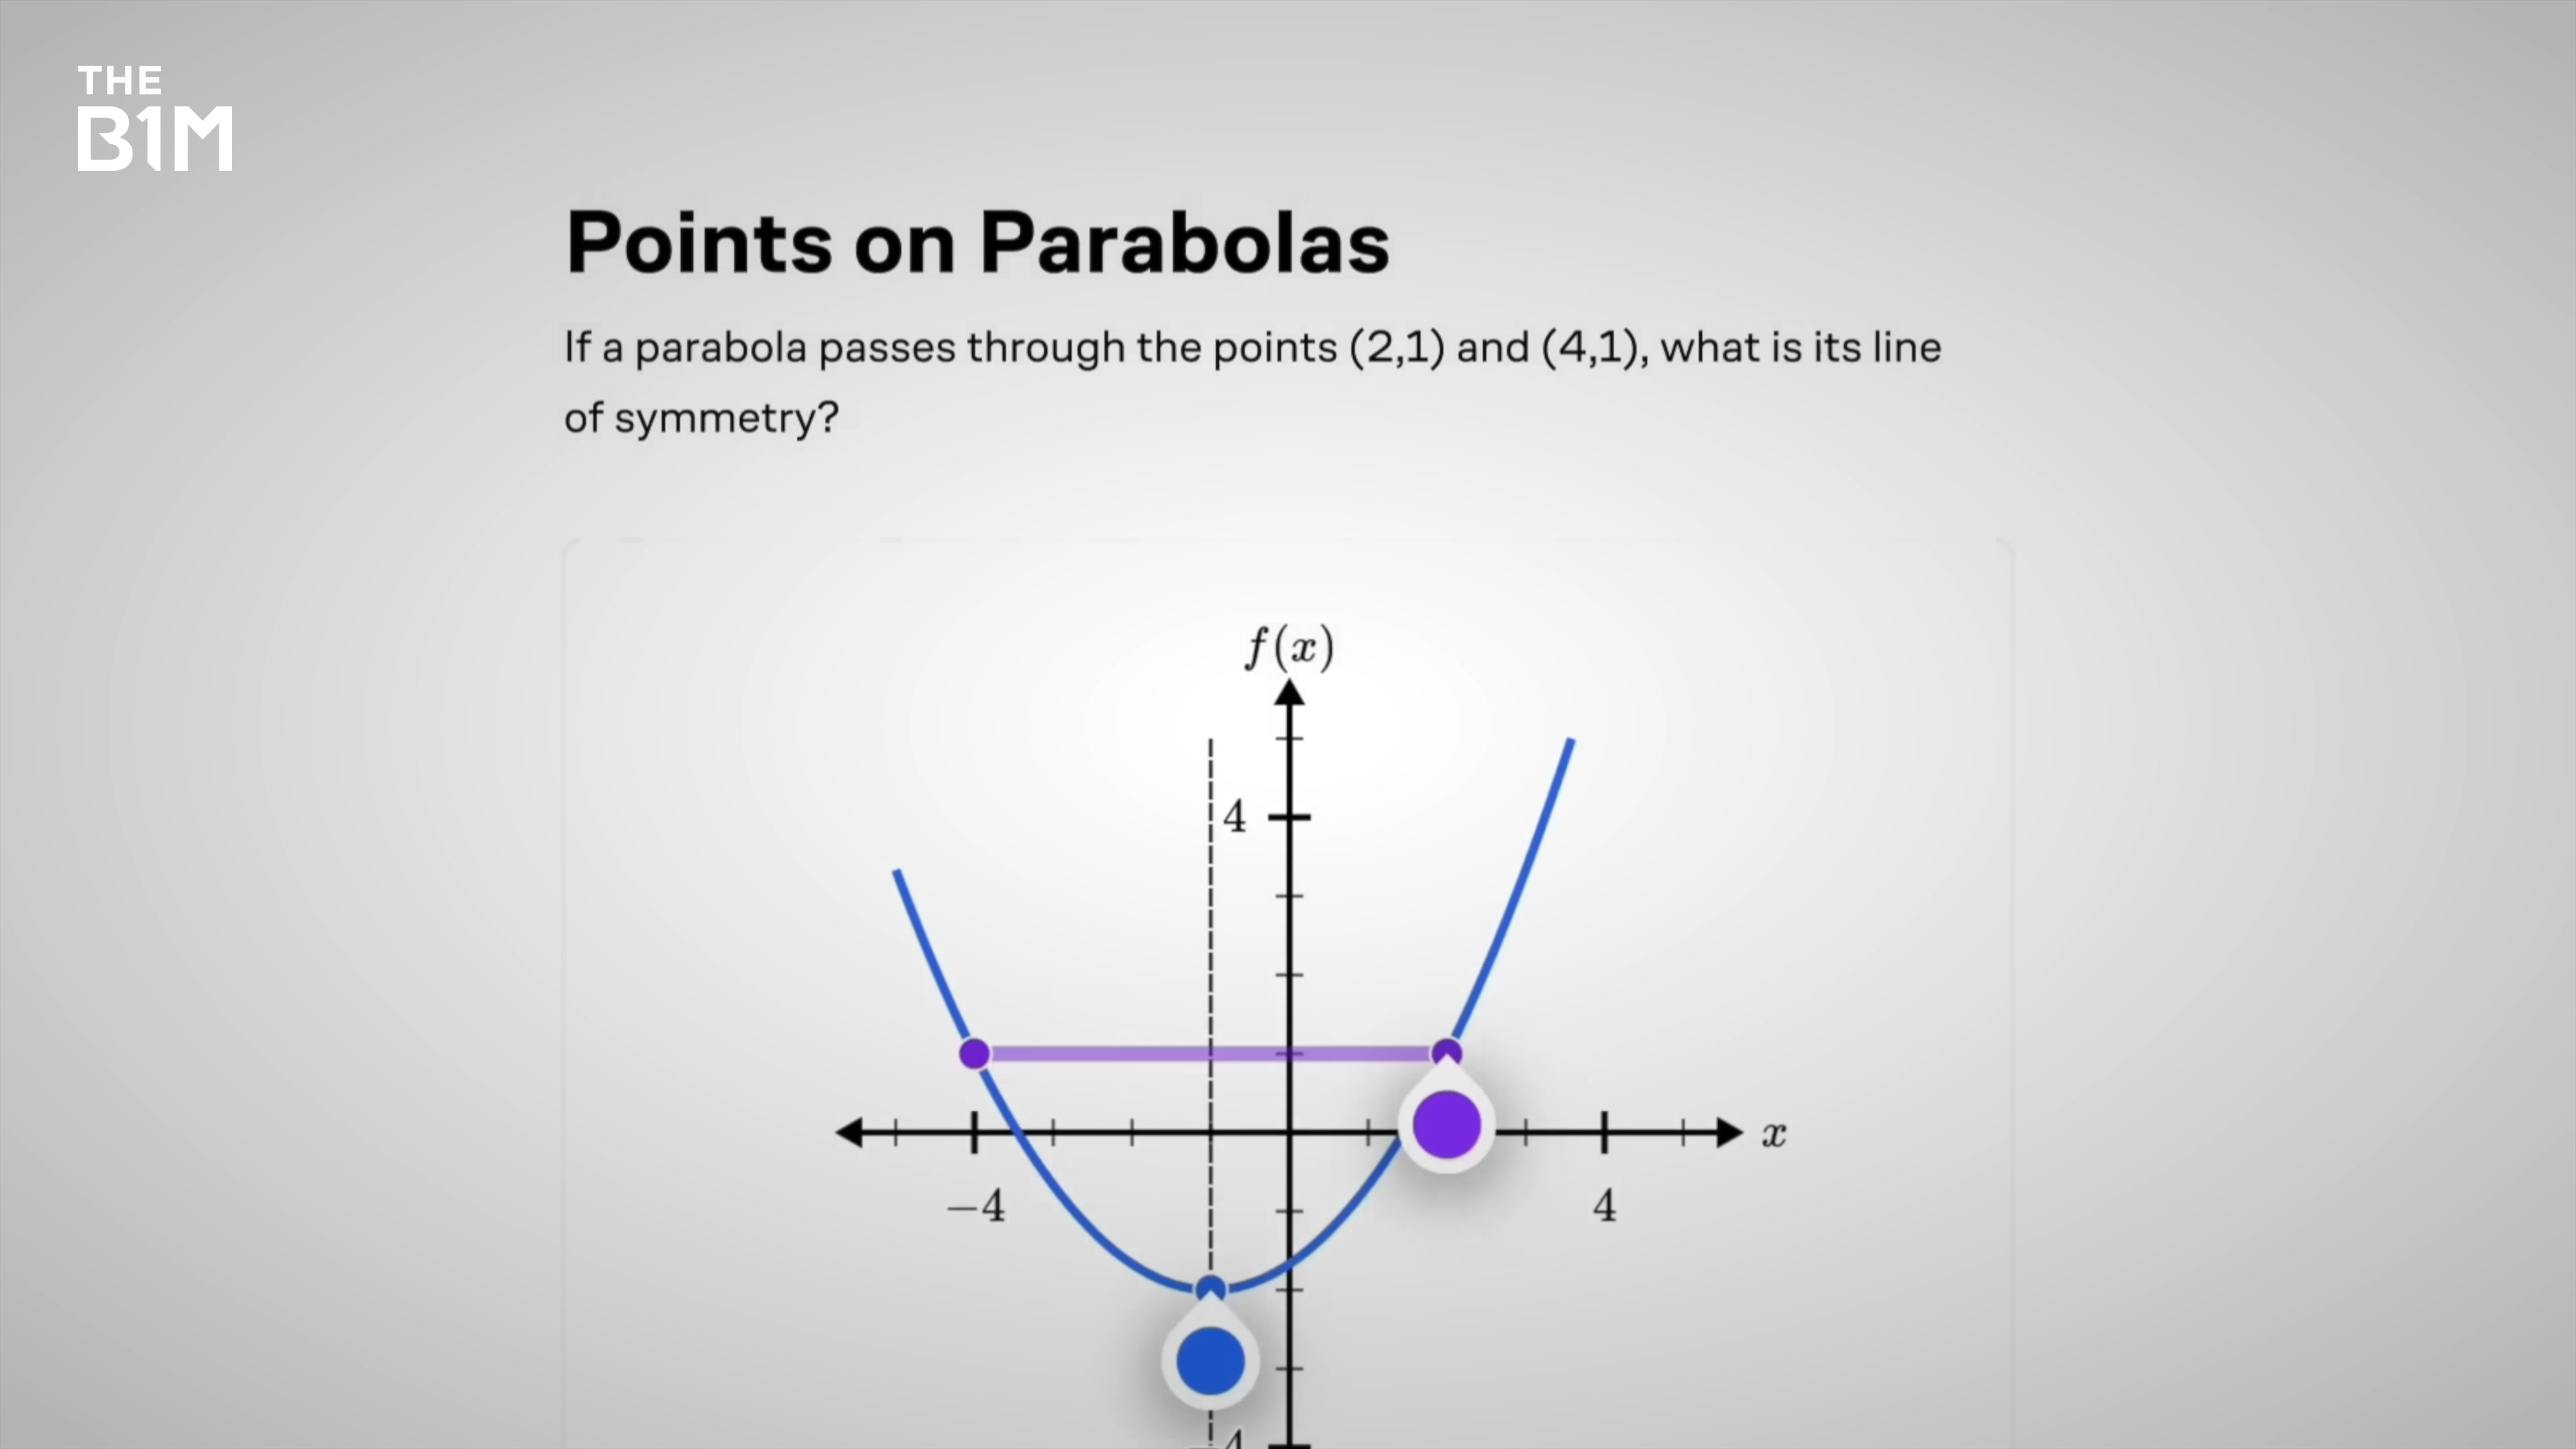 THE
B1M
Points on Parabolas
If a parabola passes through the points (2,1) and (4,1), what is its line
of symmetry?
f(x)
4
x
−4
4
−4